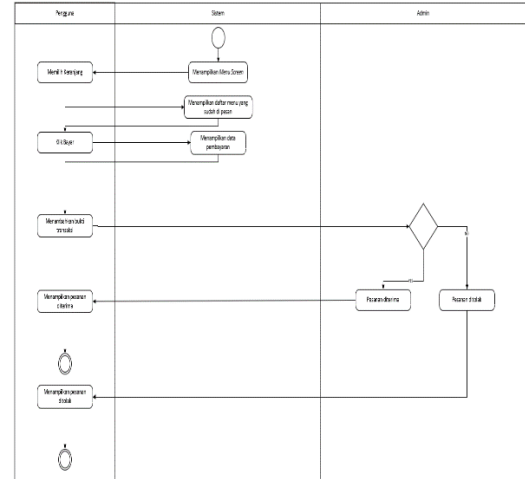 Pengguna
Sistem
Admin
Memilih Keranjang
Menampilkan Menu Screen
Menampilkan daftar menu yang
sudah di pesan
Klik Bayar
Menampilkan data
pembayaran
Menambahkan bukti
transaksi
Menampilkan pesanan
diterima
Pesanan diterima
Pesanan ditolak
Menampilkan pesanan
ditolak